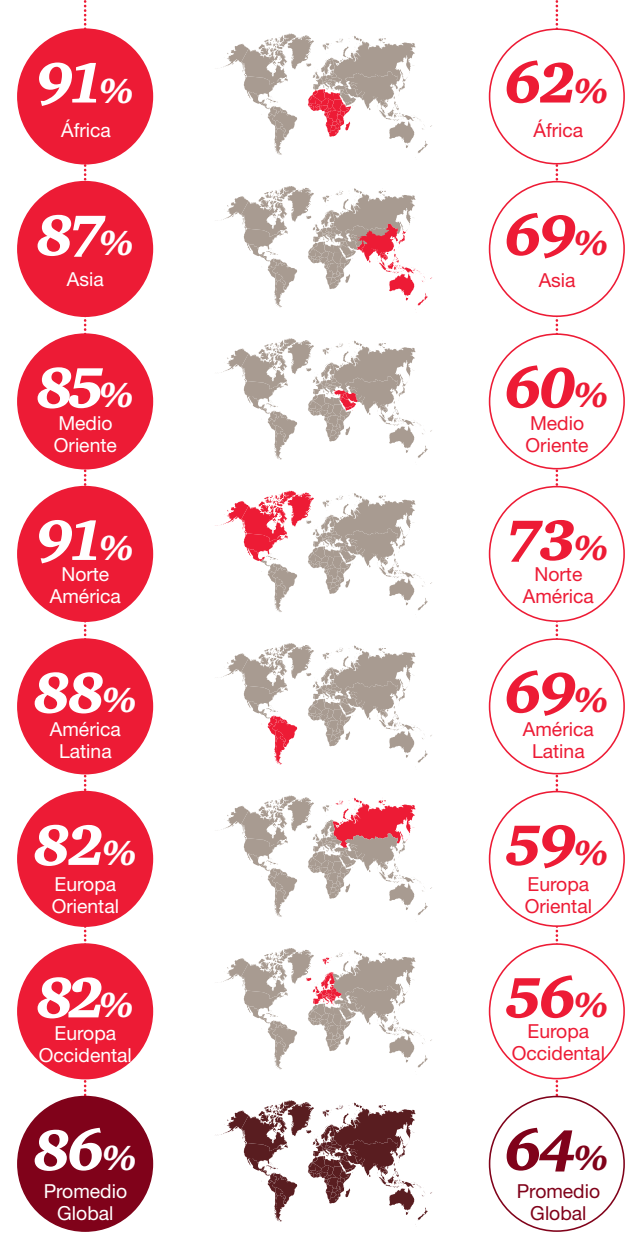 91%
África
62%
África
87%
Asia
69%
Asia
85%
Medio
Oriente
60%
Medio
Oriente
91%
Norte
América
73%
Norte
América
88%
América
Latina
69%
América
Latina
82%
Europa
Oriental
59%
Europa
Oriental
82%
Europa
Occidental
56%
Europa
Occidental
86%
Promedio
Global
64%
Promedio
Global